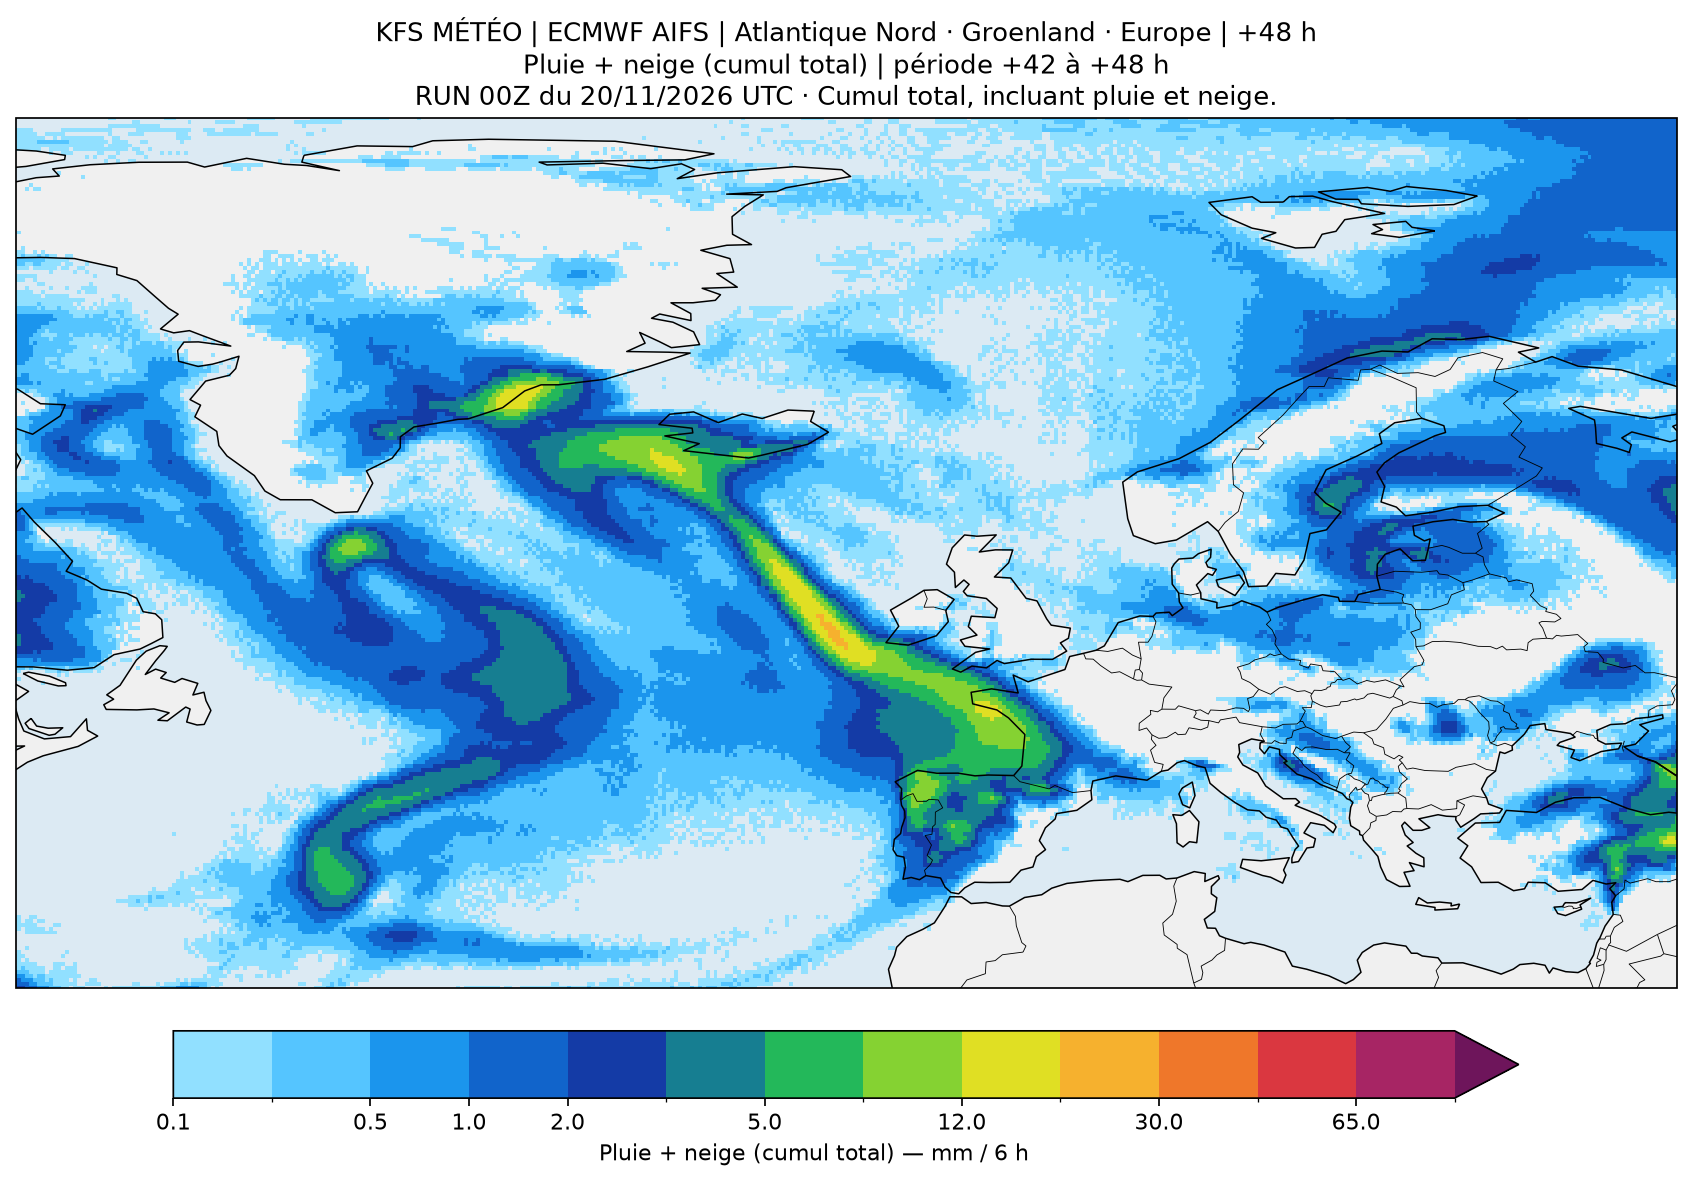 KFS MÉTÉO | ECMWF AIFS | Atlantique Nord · Groenland · Europe | +48 h
Pluie + neige (cumul total) | période +42 à +48 h
RUN 00Z du 20/11/2026 UTC · Cumul total, incluant pluie et neige.
0.1 0.5 1.0 2.0 5.0 12.0 30.0 65.0
Pluie + neige (cumul total) — mm / 6 h